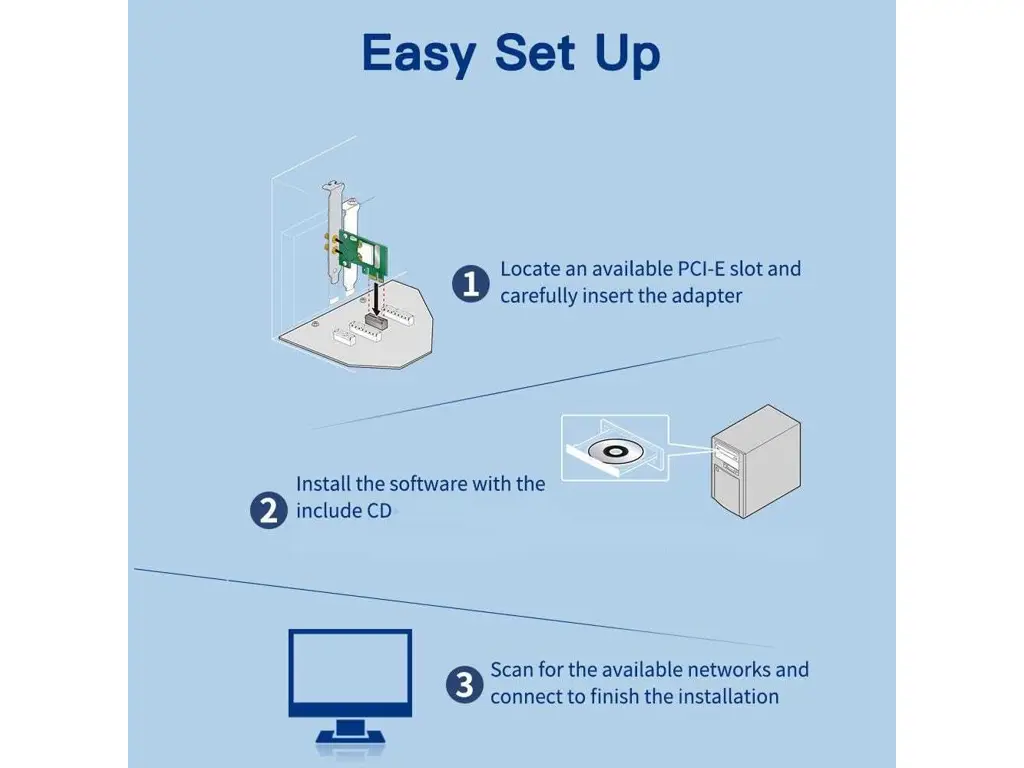 Easy Set Up
1
Locate an available PCI-E slot and
carefully insert the adapter
2
Install the software with the
include CD
3
Scan for the available networks and
connect to finish the installation